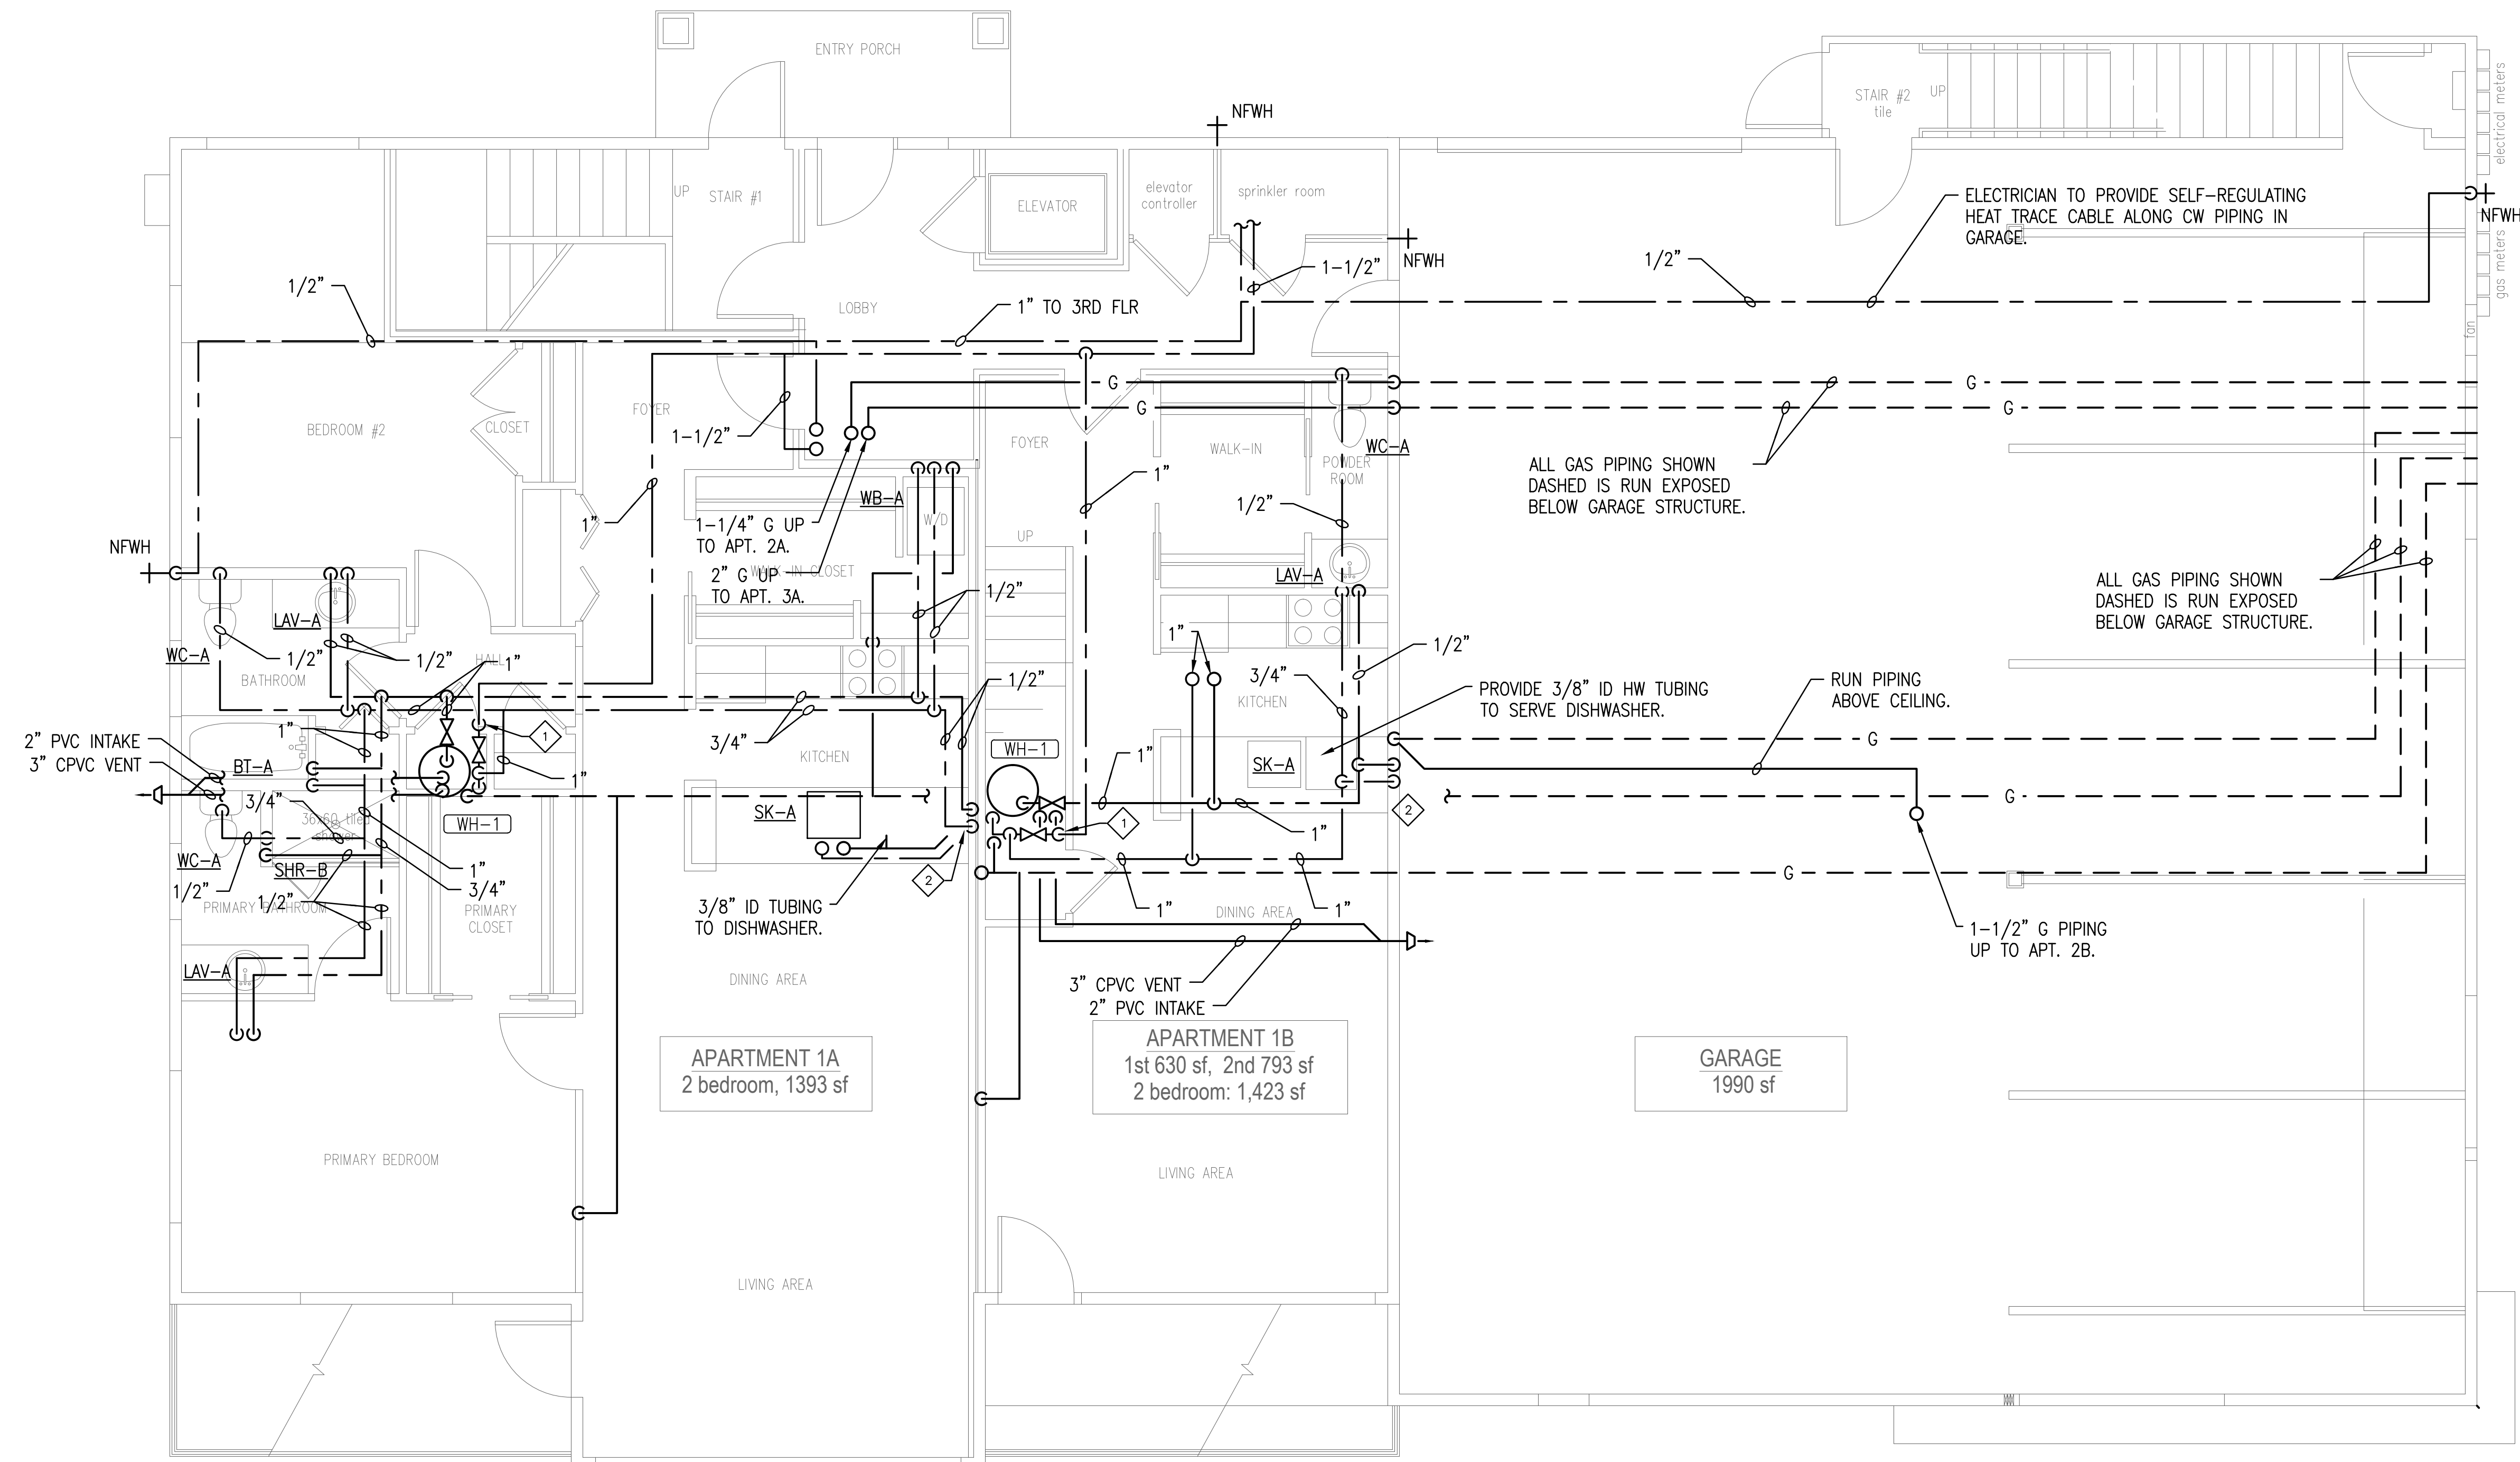 ENTRY PORCH
STAIR #2
tile
UP
electrical meters
NFWH
UP
STAIR #1
ELEVATOR
elevator
controller
sprinkler room
ELECTRICIAN TO PROVIDE SELF-REGULATING
HEAT TRACE CABLE ALONG CW PIPING IN
GARAGE.
NFWH
gas meters
fan
NFWH
1-1/2"
1/2"
1/2"
LOBBY
1" TO 3RD FLR
G
G
G
G
BEDROOM #2
CLOSET
FOYER
1-1/2"
FOYER
WALK-IN
WC-A
POWDER
ROOM
ALL GAS PIPING SHOWN
DASHED IS RUN EXPOSED
BELOW GARAGE STRUCTURE.
1"
1"
WB-A
W/D
1/2"
1-1/4" G UP
TO APT. 2A.
UP
NFWH
WALK-IN CLOSET
2" G UP
TO APT. 3A.
1/2"
LAV-A
ALL GAS PIPING SHOWN
DASHED IS RUN EXPOSED
BELOW GARAGE STRUCTURE.
LAV-A
WC-A
1/2"
1/2"
HALL
1"
BATHROOM
1"
1/2"
1/2"
3/4"
KITCHEN
PROVIDE 3/8" ID HW TUBING
TO SERVE DISHWASHER.
RUN PIPING
ABOVE CEILING.
2" PVC INTAKE
3" CPVC VENT
1"
BT-A
1
3/4"
KITCHEN
WH-1
1"
SK-A
G
1"
3/4"
36x60 tiled
shower
WH-1
SK-A
1
1"
2
G
WC-A
SHR-B
1"
1/2"
3/4"
1/2"
2
G
PRIMARY BATHROOM
PRIMARY
CLOSET
3/8" ID TUBING
TO DISHWASHER.
1"
DINING AREA
1"
1-1/2" G PIPING
UP TO APT. 2B.
LAV-A
DINING AREA
3" CPVC VENT
2" PVC INTAKE
APARTMENT 1A
2 bedroom, 1393 sf
APARTMENT 1B
1st 630 sf, 2nd 793 sf
2 bedroom: 1,423 sf
GARAGE
1990 sf
PRIMARY BEDROOM
LIVING AREA
LIVING AREA